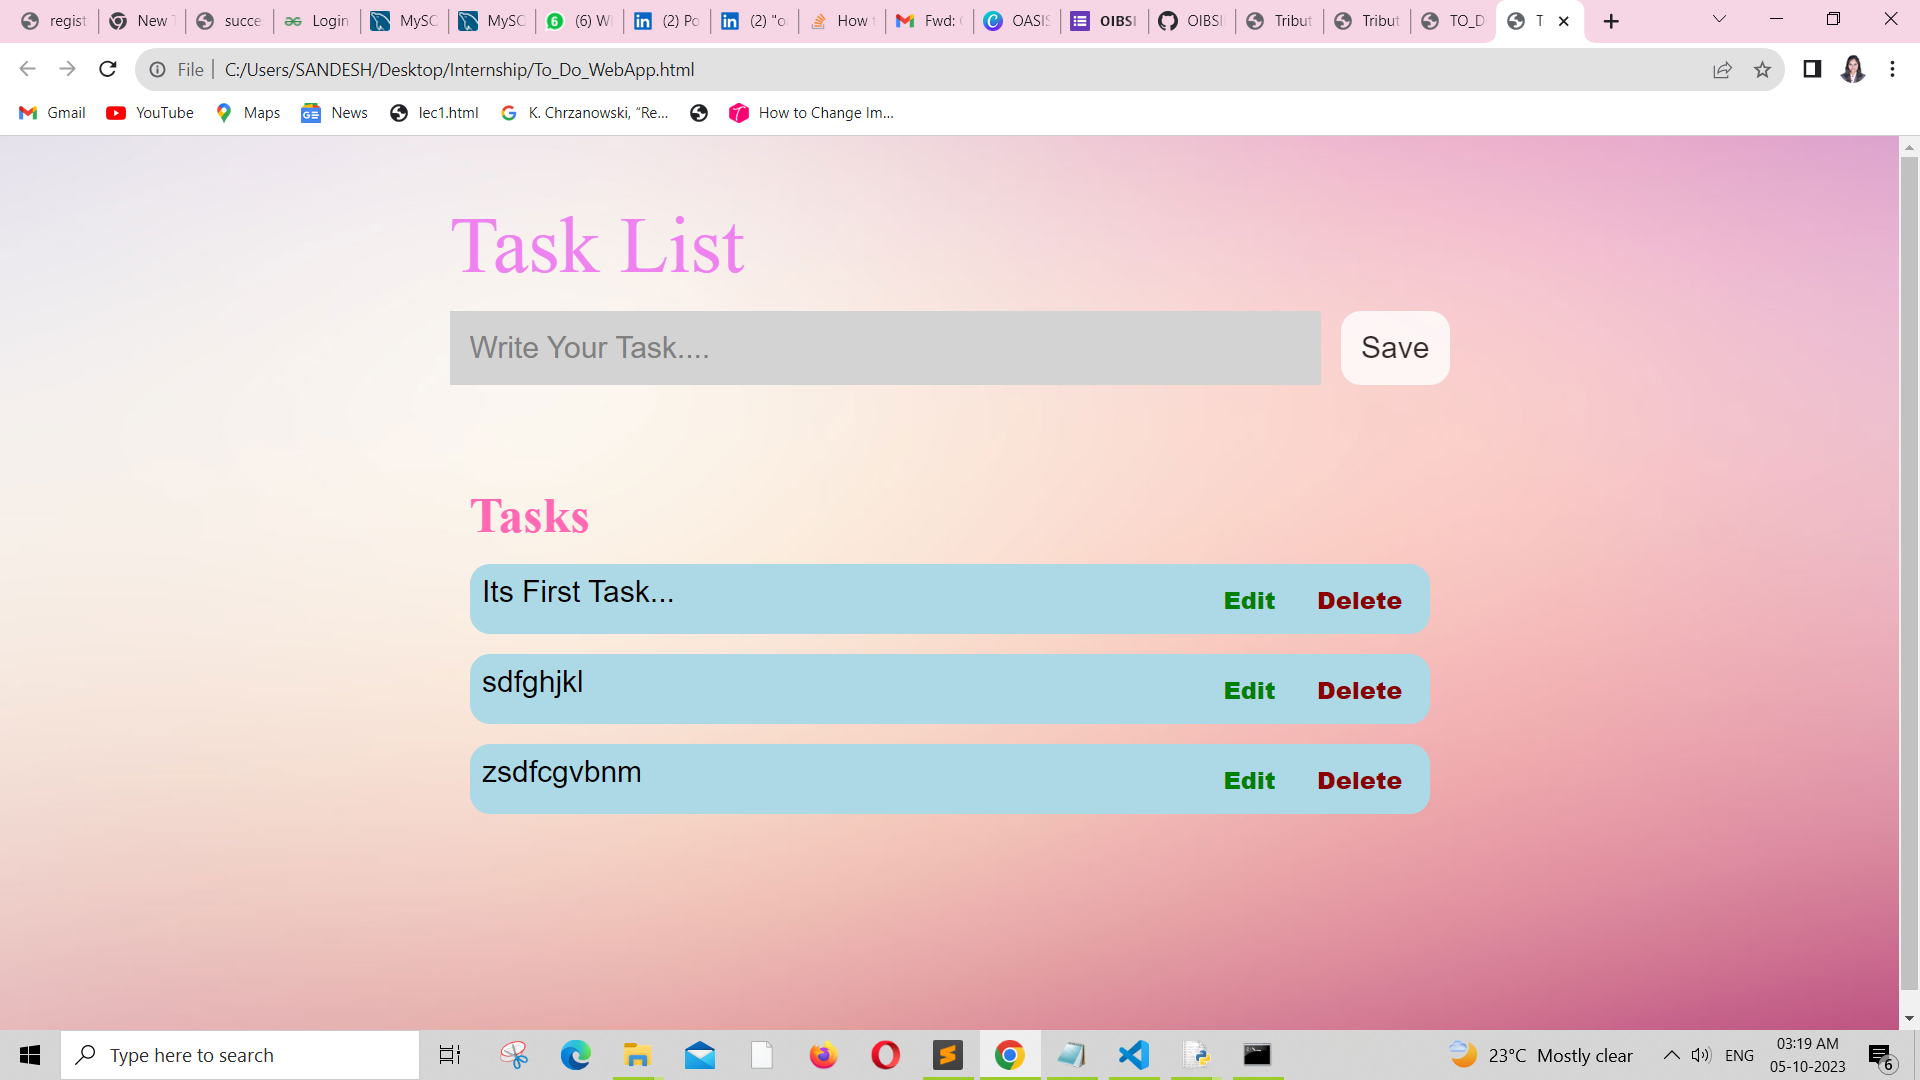 regist New T succe Login MySC MySC (6) W (2) Po (2) "o How t Fwd: OASIS OIBSI OIBSI Tribut Tribut TO_D T
File C:/Users/SANDESH/Desktop/Internship/To_Do_WebApp.html
Gmail YouTube Maps News lec1.html K. Chrzanowski, “Re... How to Change Im...
Task List
Write Your Task.... Save
Tasks
Its First Task... Edit Delete
sdfghjkl Edit Delete
zsdfcgvbnm Edit Delete
Type here to search 23°C Mostly clear ENG 03:19 AM
05-10-2023 6